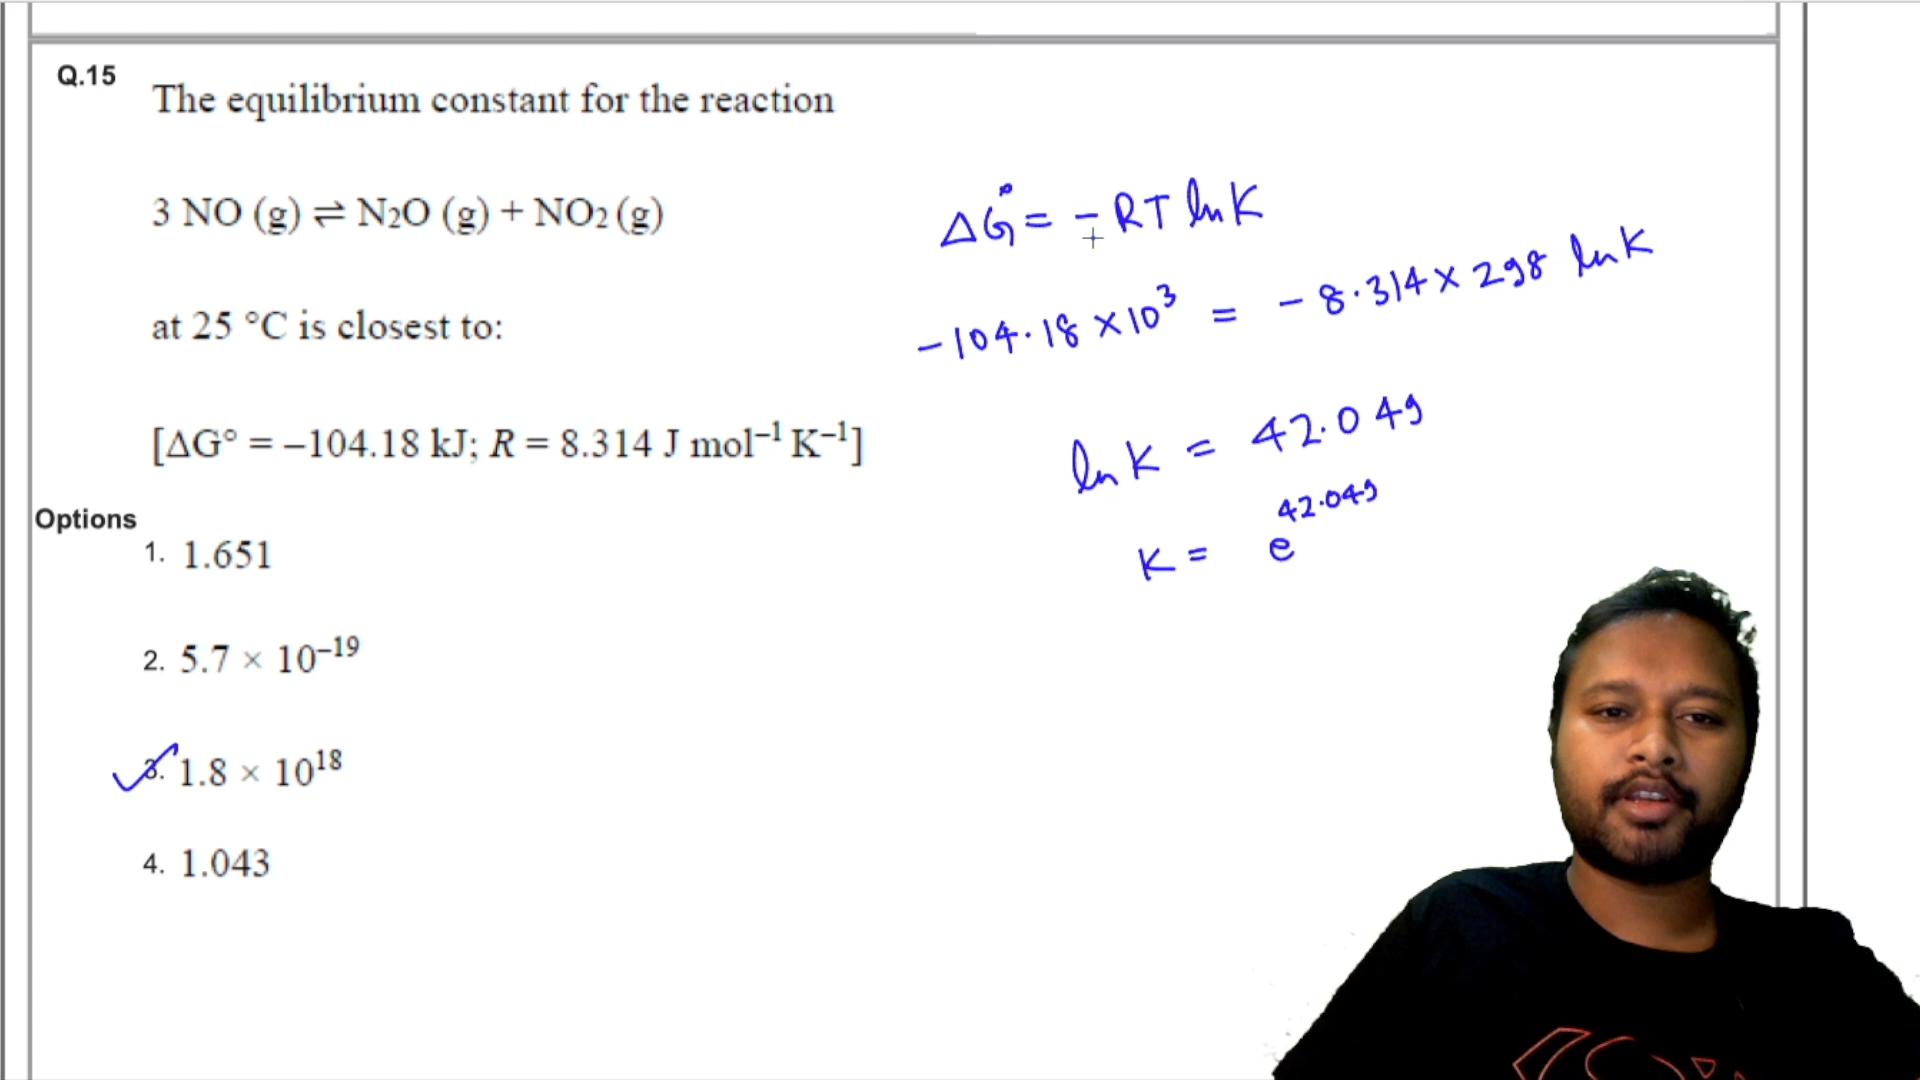 Q.15
The equilibrium constant for the reaction
3 NO (g) ⇌ N₂O (g) + NO₂ (g)
at 25 °C is closest to:
[ΔG° = –104.18 kJ; R = 8.314 J mol⁻¹ K⁻¹]
Options
1. 1.651
2. 5.7 × 10⁻¹⁹
3. 1.8 × 10¹⁸
4. 1.043
ΔG° = -RT ln K
-104.18 × 10³ = - 8.314 × 298 ln K
ln K = 42.049
K = e^42.049